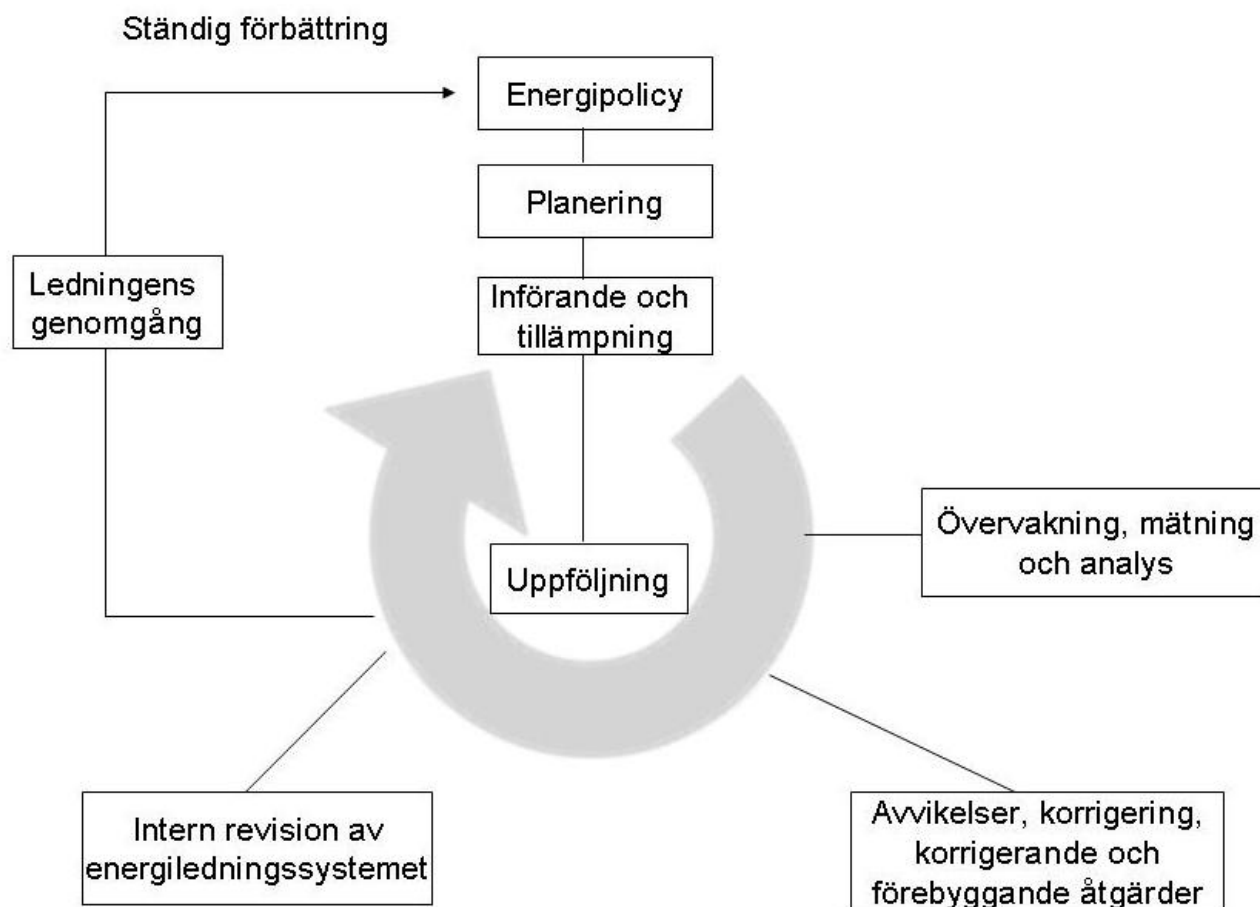 Ständig förbättring
Energipolicy
Planering
Införande och
tillämpning
Ledningens
genomgång
Uppföljning
Övervakning, mätning
och analys
Avvikelser, korrigering,
korrigerande och
förebyggande åtgärder
Intern revision av
energiledningssystemet